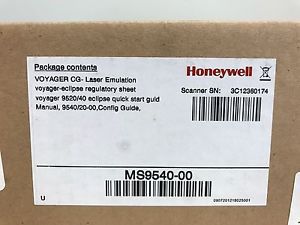 Package contents
Honeywell
VOYAGER CG- Laser Emulation
voyager-eclipse regulatory sheet
Scanner SN: 3C12360174
voyager 9520/40 eclipse quick start guid
Manual, 9540/20-00,Config Guide,
MS9540-00
U